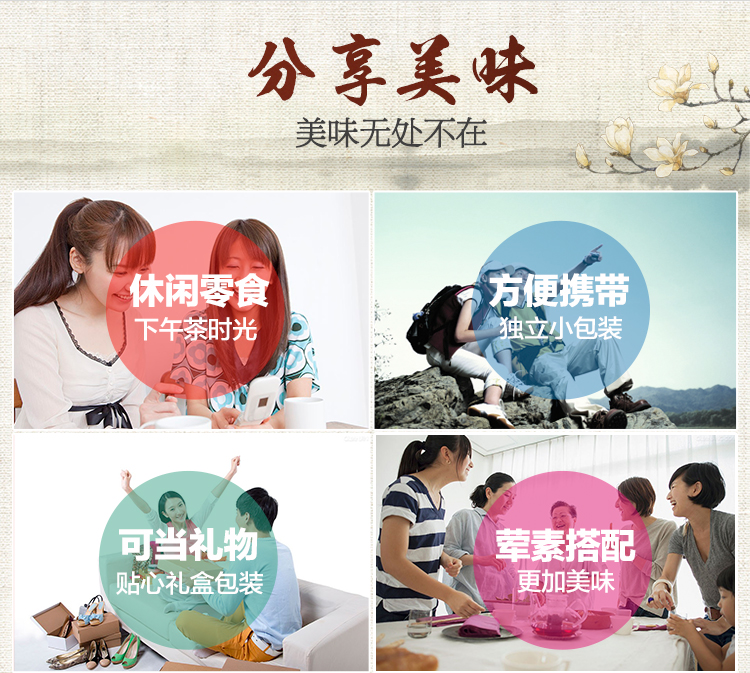 分享美味
美味无处不在
休闲零食
下午茶时光
方便携带
独立小包装
可当礼物
贴心礼盒包装
荤素搭配
更加美味